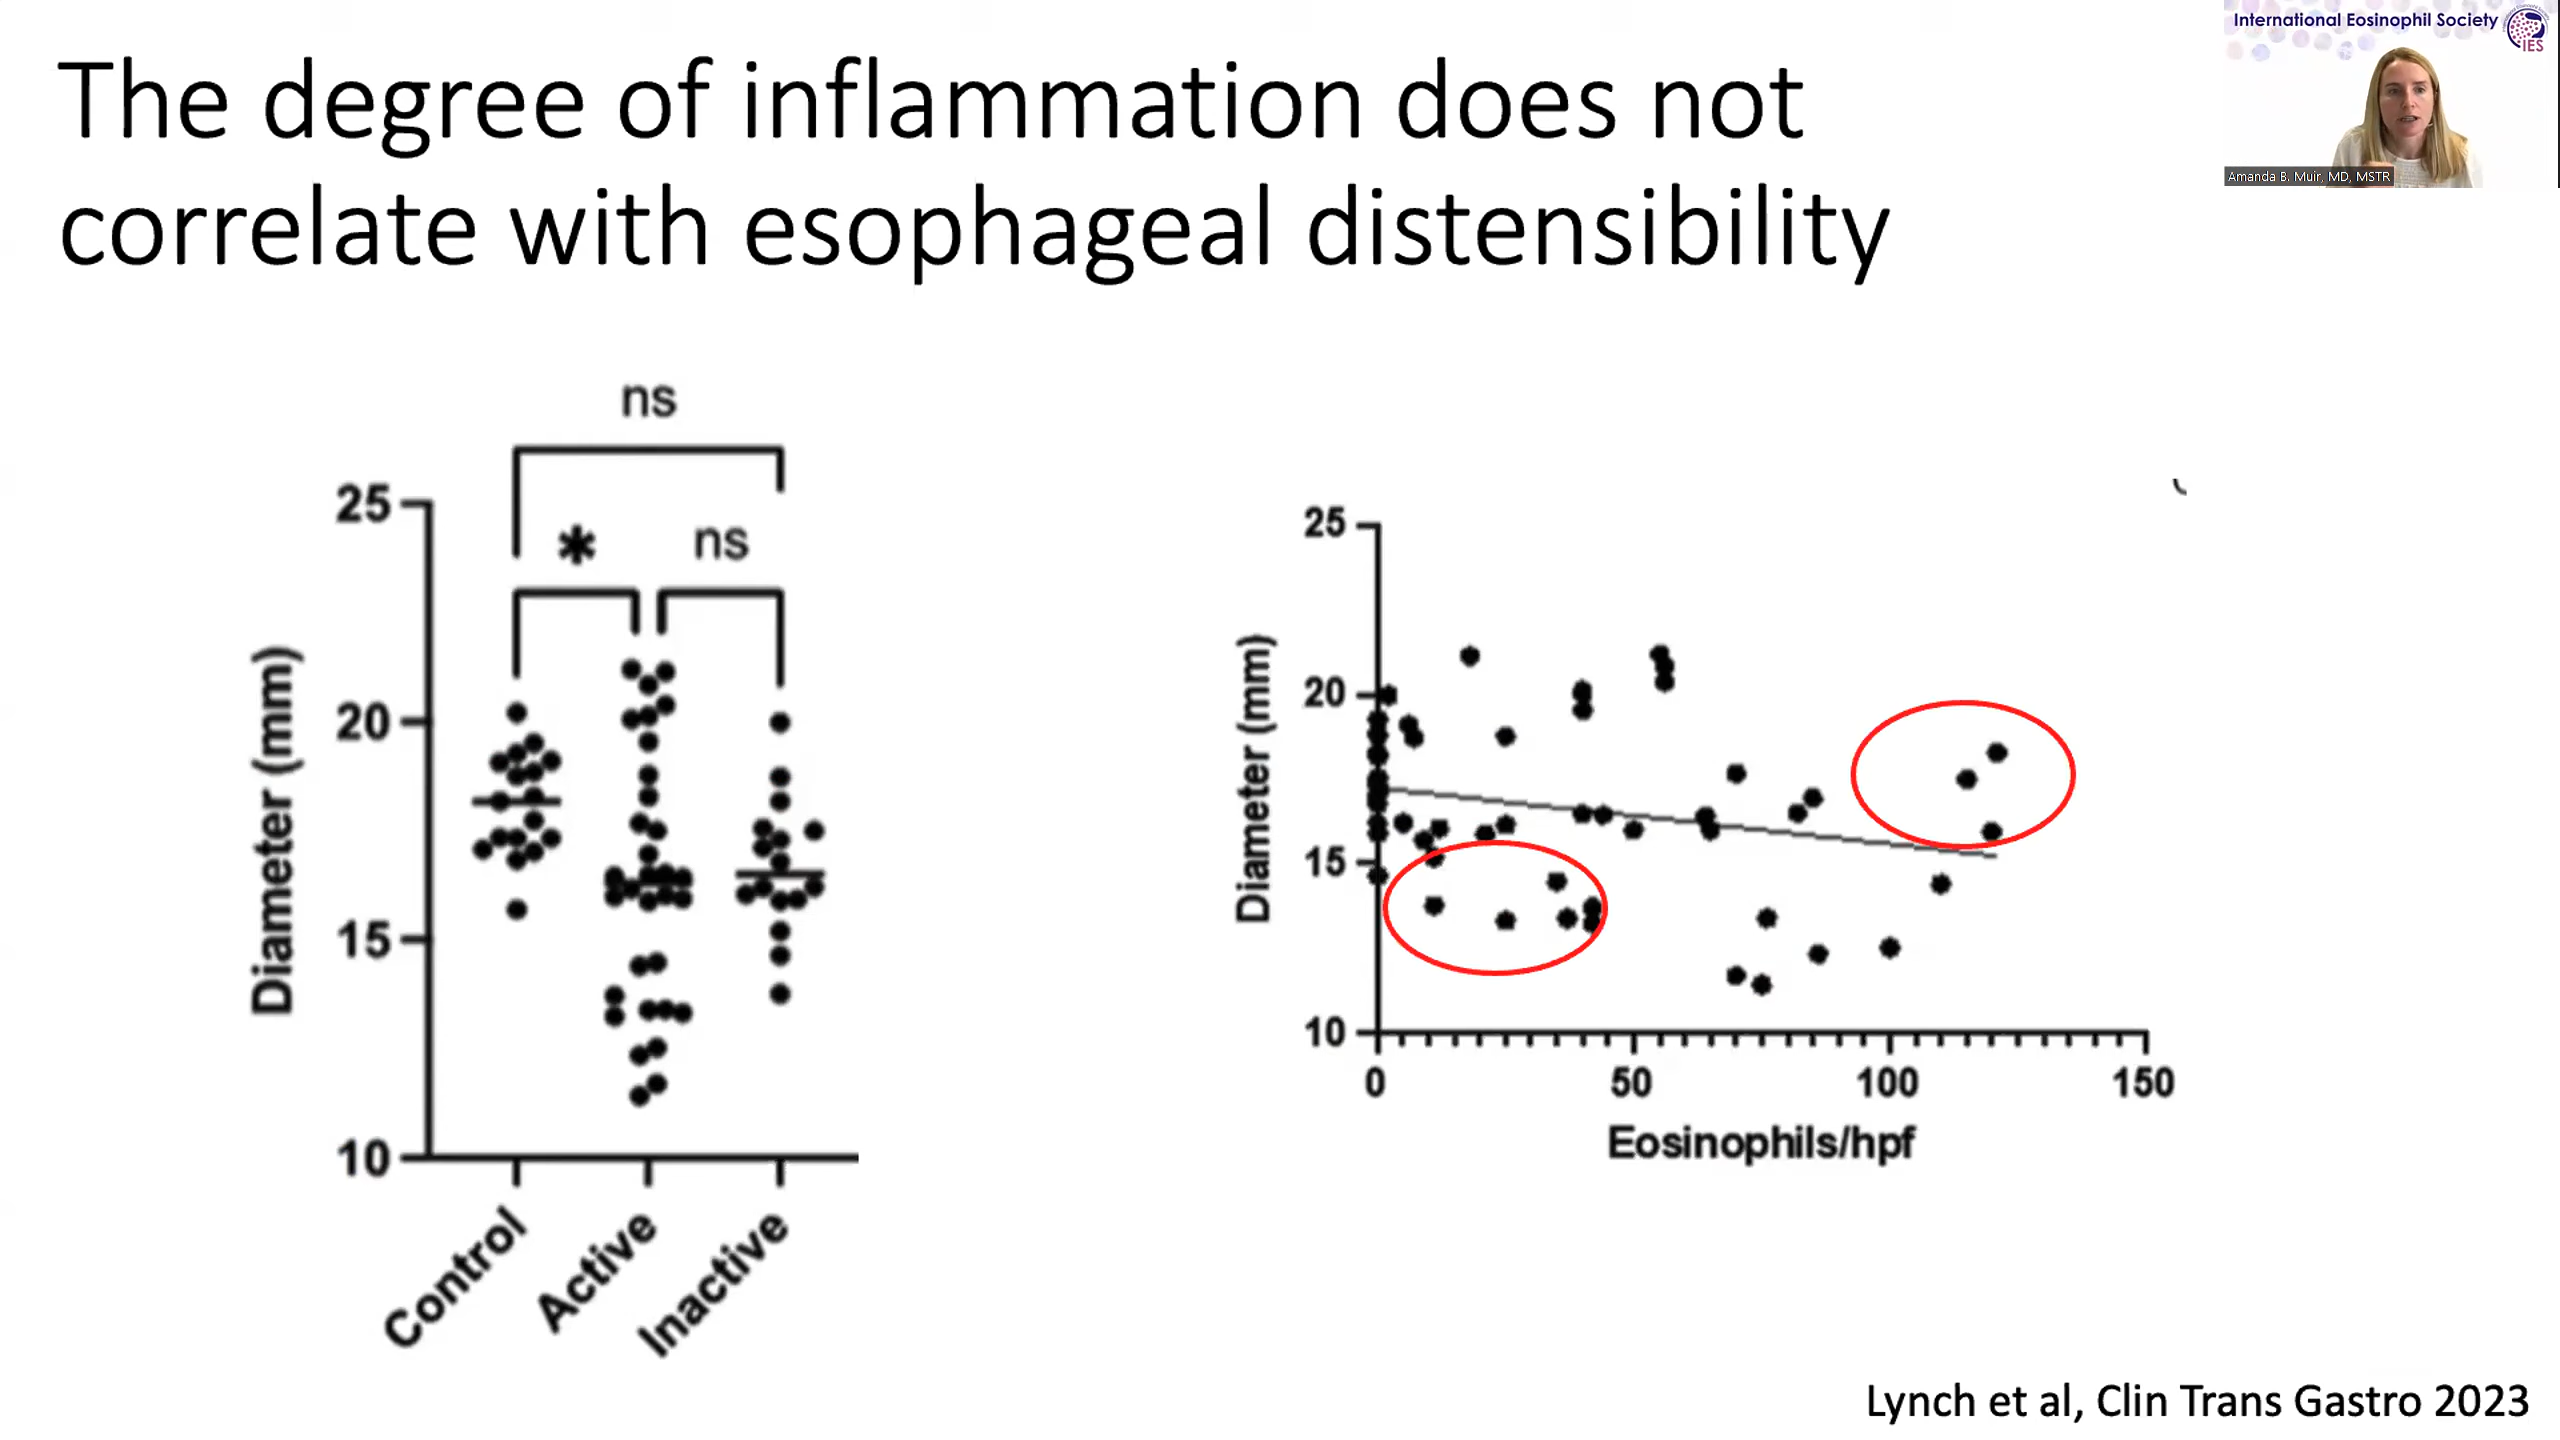 International Eosinophil Society
IES
Amanda B. Muir, MD, MSTR
The degree of inflammation does not
correlate with esophageal distensibility
ns
* ns
25
20
15
10
Diameter (mm)
Control
Active
Inactive
25
20
15
10
Diameter (mm)
0 50 100 150
Eosinophils/hpf
Lynch et al, Clin Trans Gastro 2023